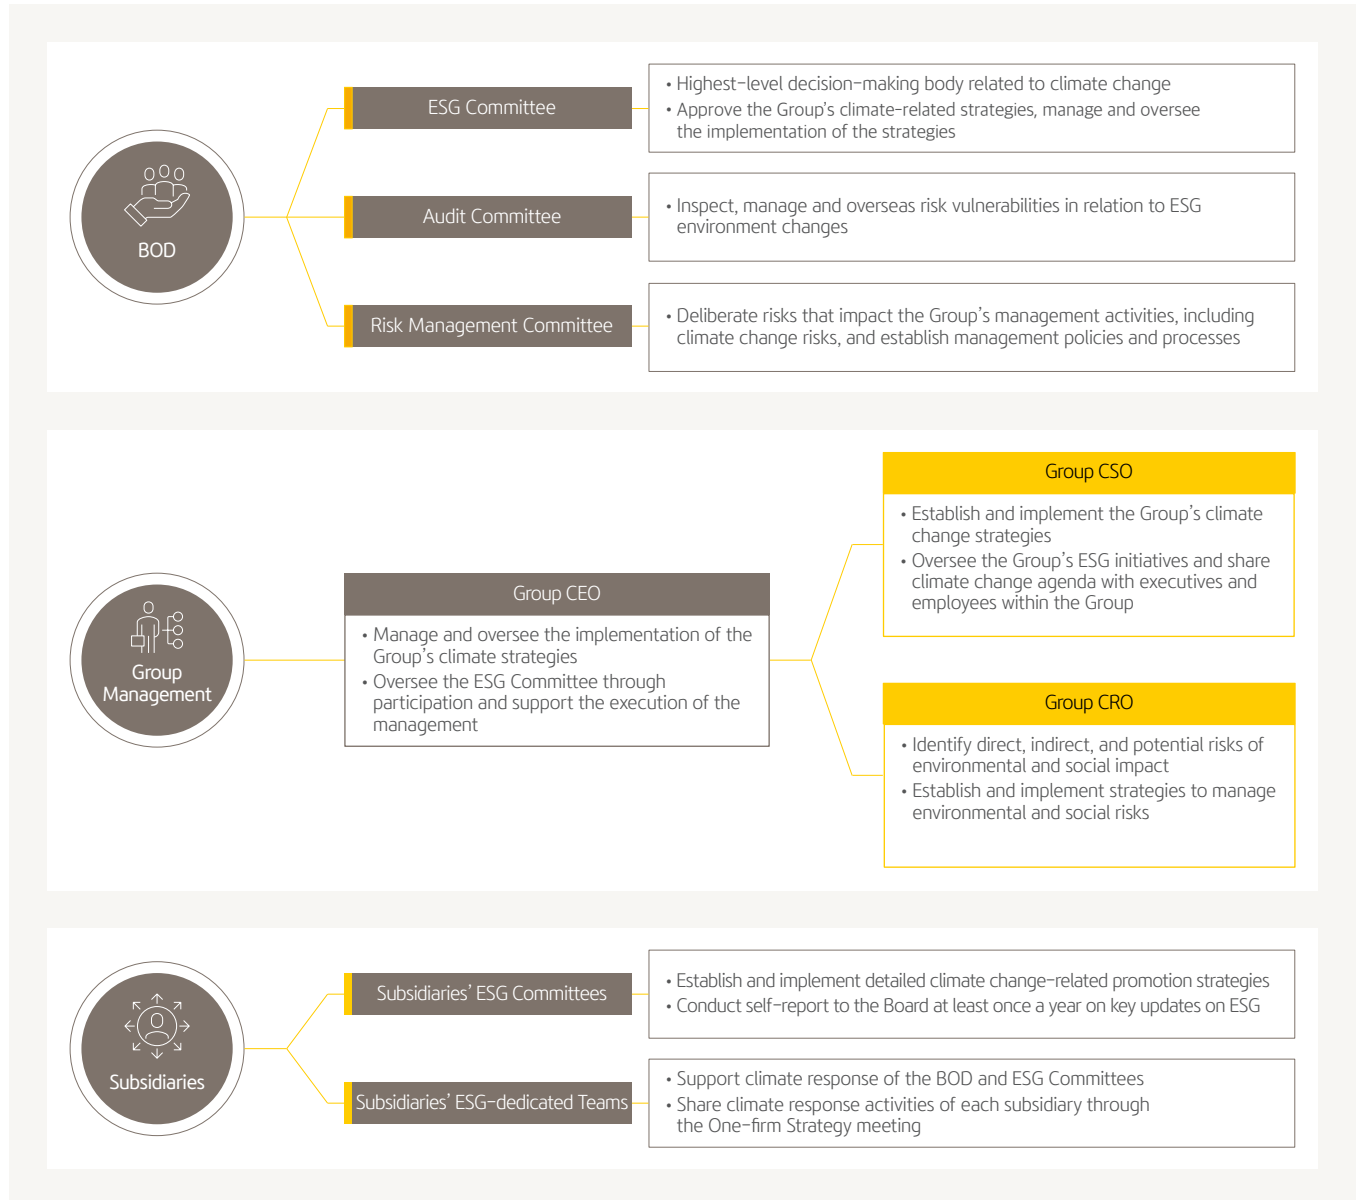 BOD
ESG Committee
• Highest-level decision-making body related to climate change
• Approve the Group's climate-related strategies, manage and oversee
the implementation of the strategies
Audit Committee
• Inspect, manage and overseas risk vulnerabilities in relation to ESG
environment changes
Risk Management Committee
• Deliberate risks that impact the Group's management activities, including
climate change risks, and establish management policies and processes
Group
Management
Group CEO
• Manage and oversee the implementation of the
Group's climate strategies
• Oversee the ESG Committee through
participation and support the execution of the
management
Group CSO
• Establish and implement the Group's climate
change strategies
• Oversee the Group's ESG initiatives and share
climate change agenda with executives and
employees within the Group
Group CRO
• Identify direct, indirect, and potential risks of
environmental and social impact
• Establish and implement strategies to manage
environmental and social risks
Subsidiaries
Subsidiaries' ESG Committees
• Establish and implement detailed climate change-related promotion strategies
• Conduct self-report to the Board at least once a year on key updates on ESG
Subsidiaries' ESG-dedicated Teams
• Support climate response of the BOD and ESG Committees
• Share climate response activities of each subsidiary through
the One-firm Strategy meeting